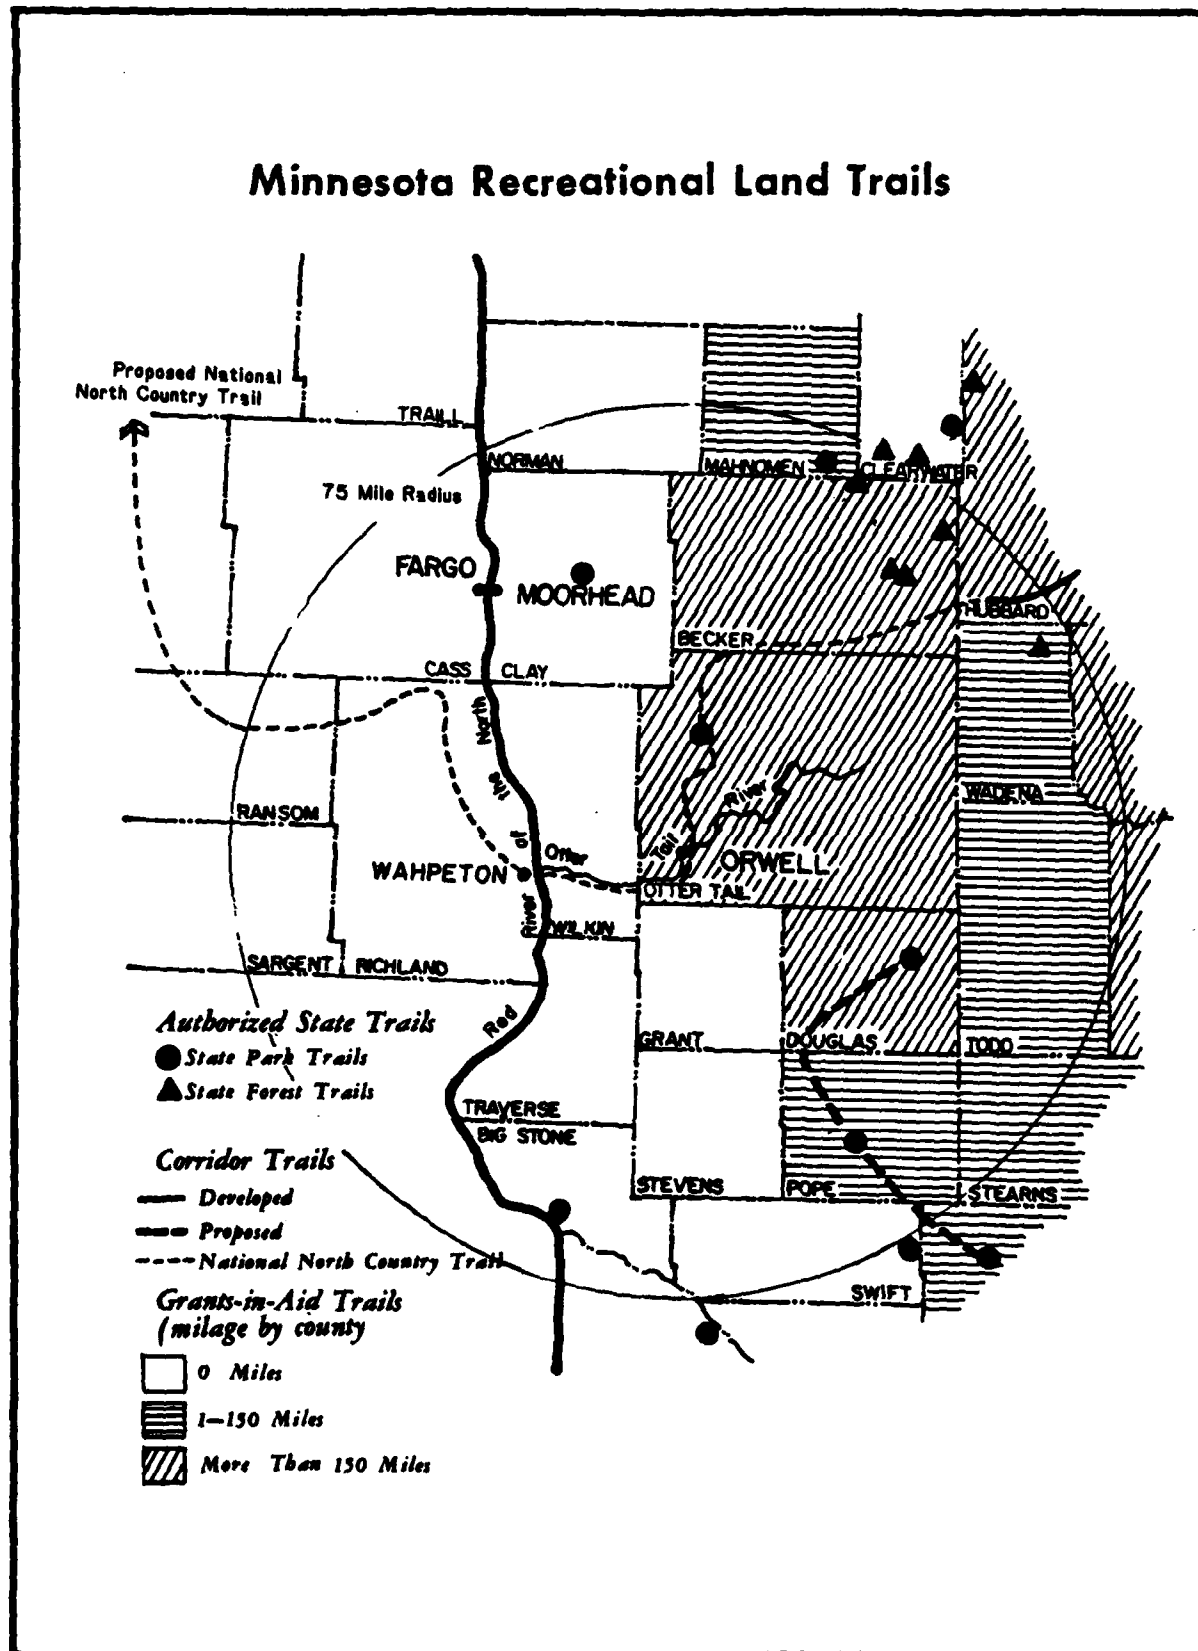 Minnesota Recreational Land Trails
Proposed National
North Country Trail
TRAILL
NORMAN
MAHNOMEN
CLEARWATER
75 Mile Radius
FARGO
MOORHEAD
HUBBARD
BECKER
CASS
CLAY
Red River of the North
RANSOM
WADENA
Otter Tail River
ORWELL
WAHPETON
OTTER TAIL
WILKIN
SARGENT
RICHLAND
GRANT
DOUGLAS
TODD
TRAVERSE
BIG STONE
STEVENS
POPE
STEARNS
SWIFT
Authorized State Trails
State Park Trails
State Forest Trails
Corridor Trails
Developed
Proposed
National North Country Trail
Grants-in-Aid Trails
(milage by county
0 Miles
1-150 Miles
More Than 150 Miles